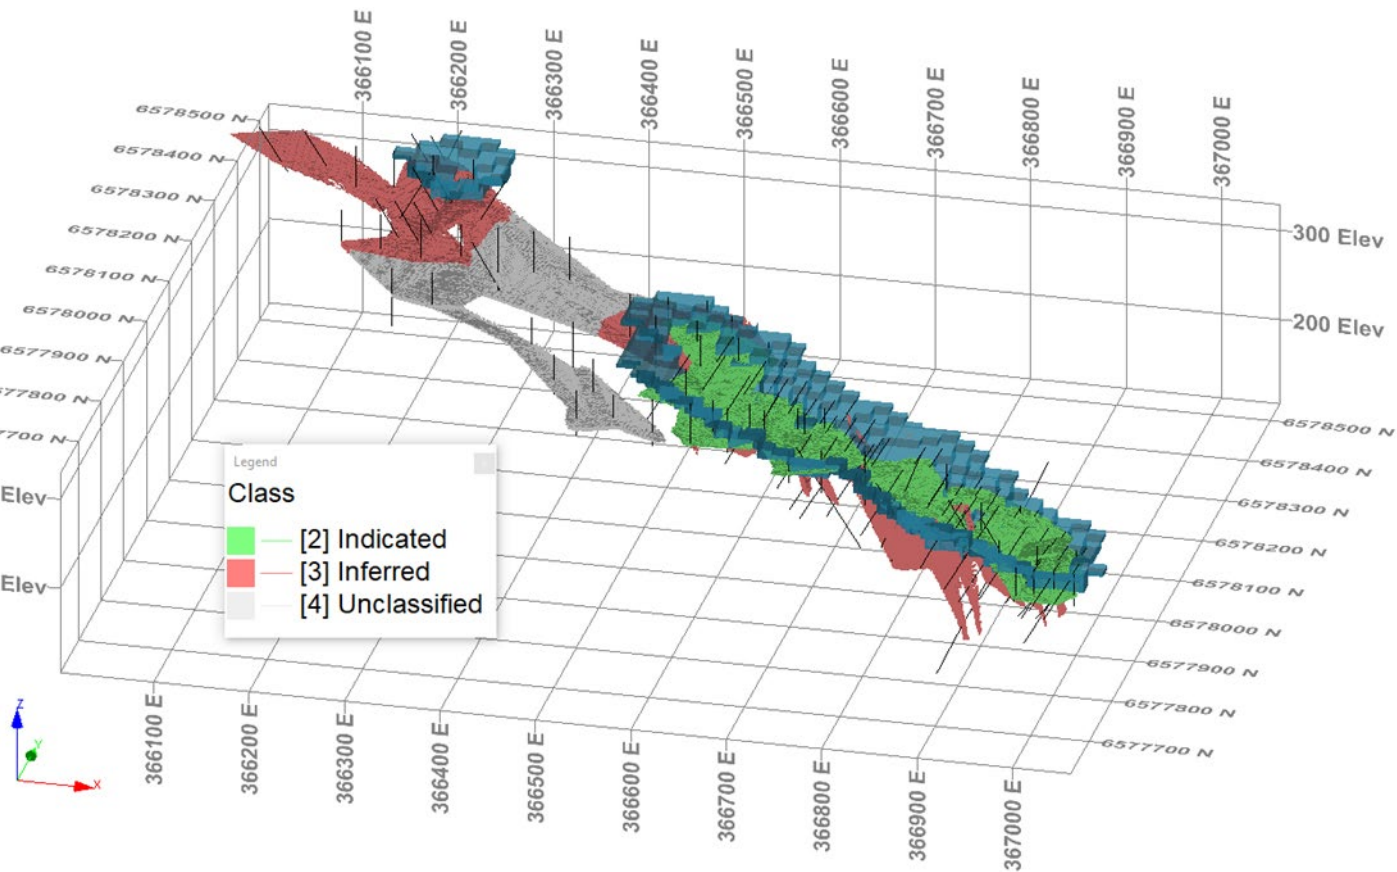 366100 E
366200 E
366300 E
366400 E
366500 E
366600 E
366700 E
366800 E
366900 E
367000 E
6578500 N
6578400 N
6578300 N
6578200 N
6578100 N
6578000 N
6577900 N
77800 N
700 N
Elev
Elev
300 Elev
200 Elev
6578500 N
6578400 N
6578300 N
6578200 N
6578100 N
6578000 N
6577900 N
6577800 N
6577700 N
Legend
Class
[2] Indicated
[3] Inferred
[4] Unclassified
Z
Y
X
366100 E
366200 E
366300 E
366400 E
366500 E
366600 E
366700 E
366800 E
366900 E
367000 E